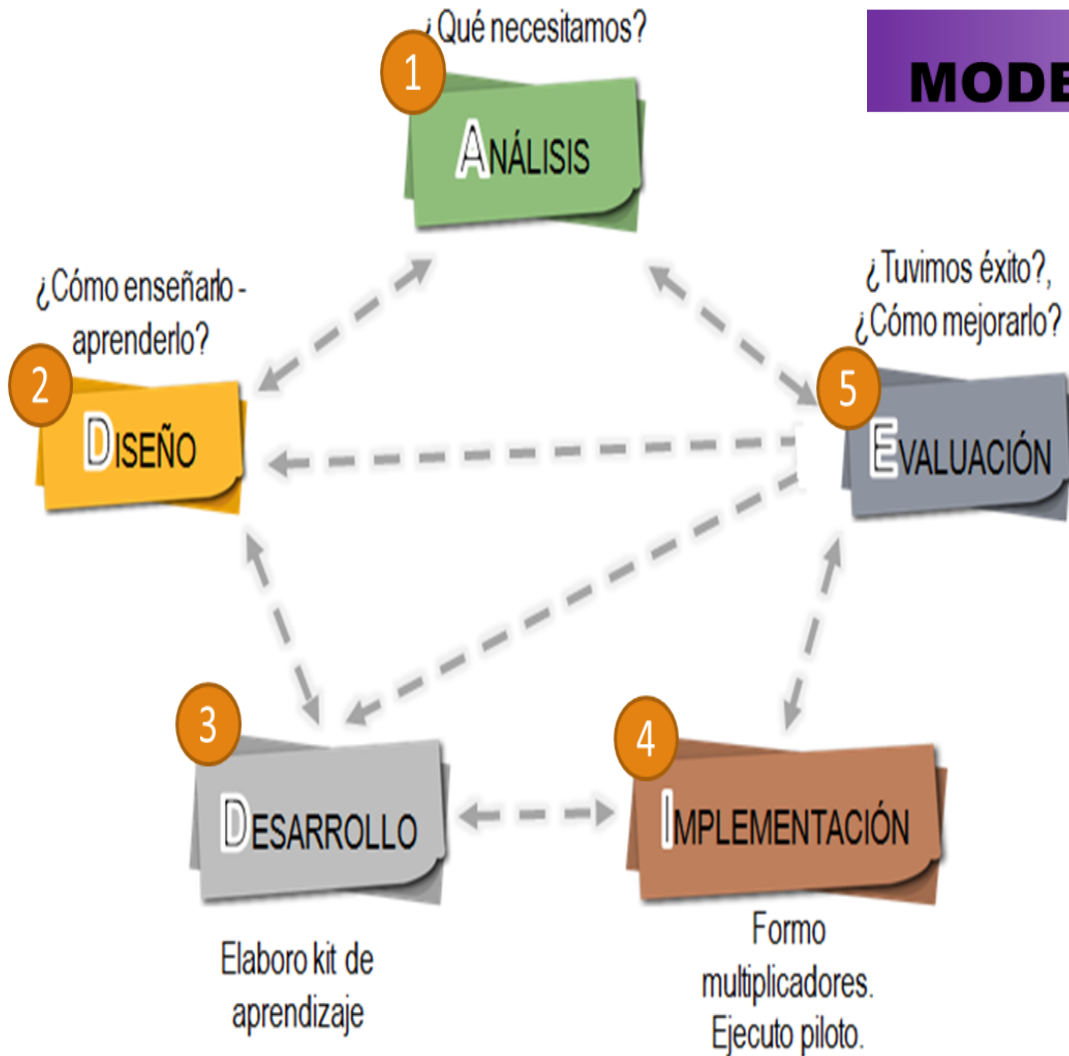 ¿Qué necesitamos?
MODE
1
ANÁLISIS
¿Cómo enseñarlo -
aprenderlo?
2
DISEÑO
¿Tuvimos éxito?,
¿Cómo mejorarlo?
5
EVALUACIÓN
3
DESARROLLO
Elaboro kit de
aprendizaje
4
IMPLEMENTACIÓN
Formo
multiplicadores.
Ejecuto piloto.